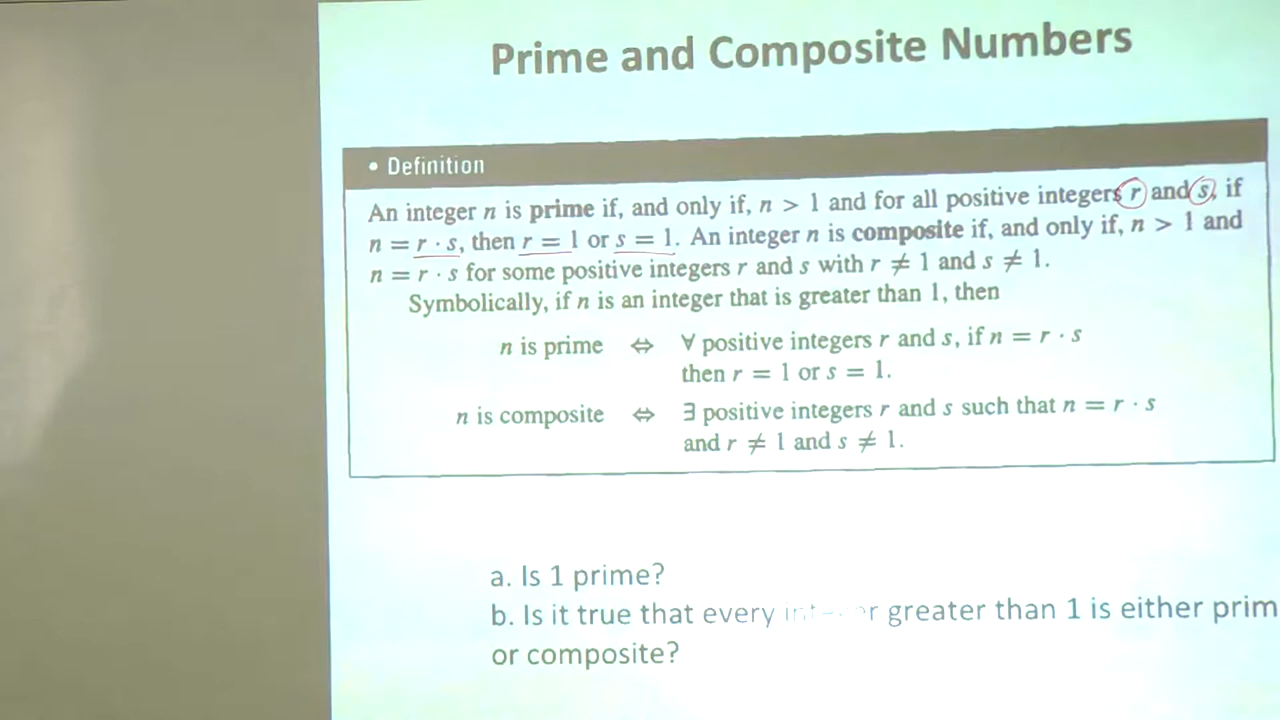 Prime and Composite Numbers
• Definition
An integer n is prime if, and only if, n > 1 and for all positive integers r and s, if
n = r · s, then r = 1 or s = 1. An integer n is composite if, and only if, n > 1 and
n = r · s for some positive integers r and s with r ≠ 1 and s ≠ 1.
Symbolically, if n is an integer that is greater than 1, then
n is prime ⇔ ∀ positive integers r and s, if n = r · s
then r = 1 or s = 1.
n is composite ⇔ ∃ positive integers r and s such that n = r · s
and r ≠ 1 and s ≠ 1.
a. Is 1 prime?
b. Is it true that every greater than 1 is either prim
or composite?